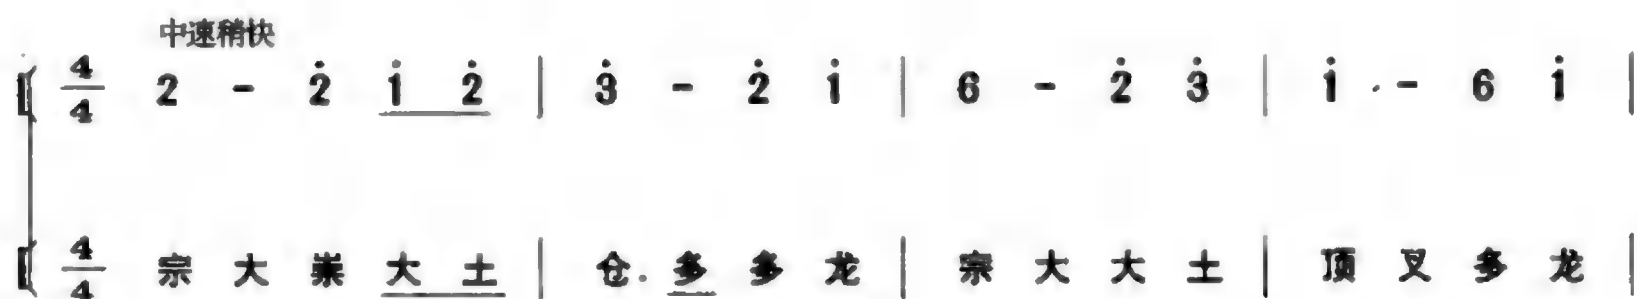 中速稍快
4/4 2 - 2̇ 1̇ 2̇ | 3̇ - 2̇ 1̇ | 6 - 2̇ 3̇ | 1̇ . - 6 1̇ |
4/4 宗 大 崇 大 土 | 仓 . 多 多 龙 | 宗 大 大 土 | 顶 叉 多 龙 |